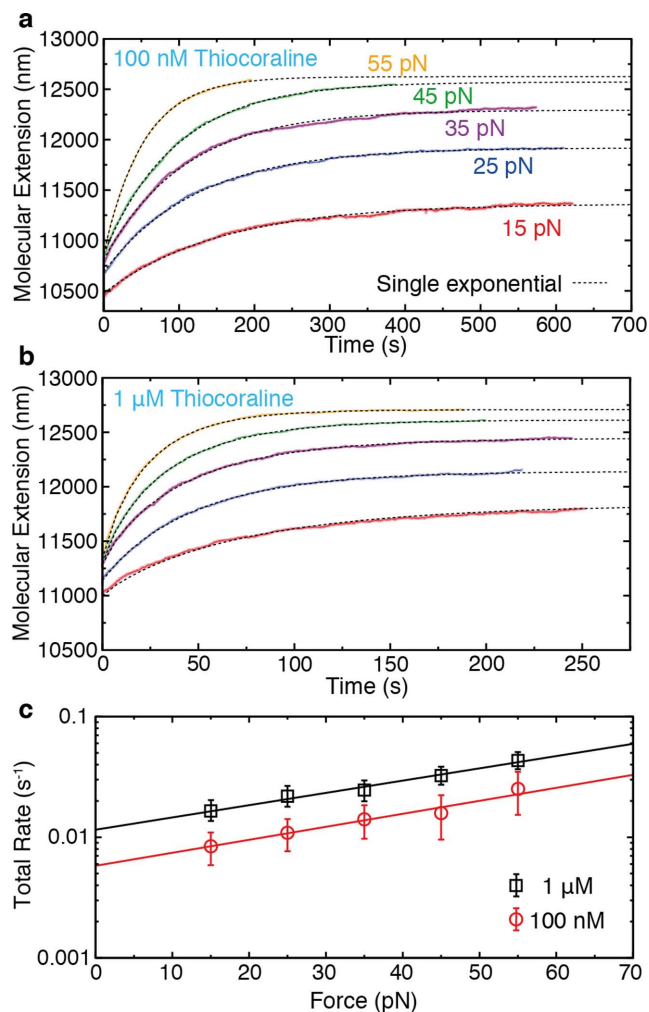 a
100 nM Thiocoraline
55 pN
45 pN
35 pN
25 pN
15 pN
Single exponential
Molecular Extension (nm)
13000
12500
12000
11500
11000
10500
0 100 200 300 400 500 600 700
Time (s)
b
1 μM Thiocoraline
Molecular Extension (nm)
13000
12500
12000
11500
11000
10500
0 50 100 150 200 250
Time (s)
c
Total Rate (s-1)
0.1
0.01
0.001
1 μM
100 nM
0 10 20 30 40 50 60 70
Force (pN)